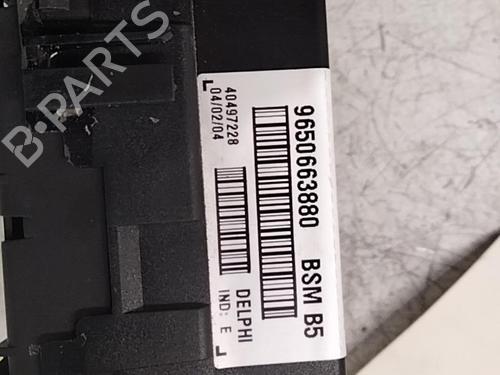 9650663880 BSM B5
40497228
04/02/04
DELPHI
IND: E
B-PARTS